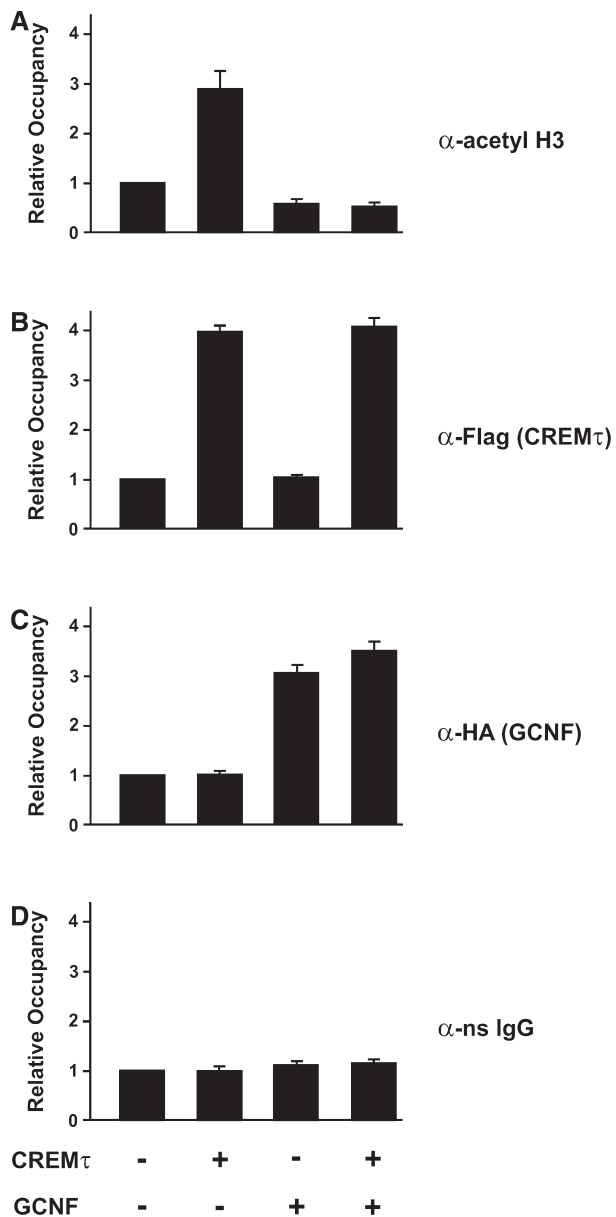 A
Relative Occupancy
4
3
2
1
0
α-acetyl H3
B
Relative Occupancy
4
3
2
1
0
α-Flag (CREMτ)
C
Relative Occupancy
4
3
2
1
0
α-HA (GCNF)
D
Relative Occupancy
4
3
2
1
0
α-ns IgG
CREMτ - + - +
GCNF - - + +